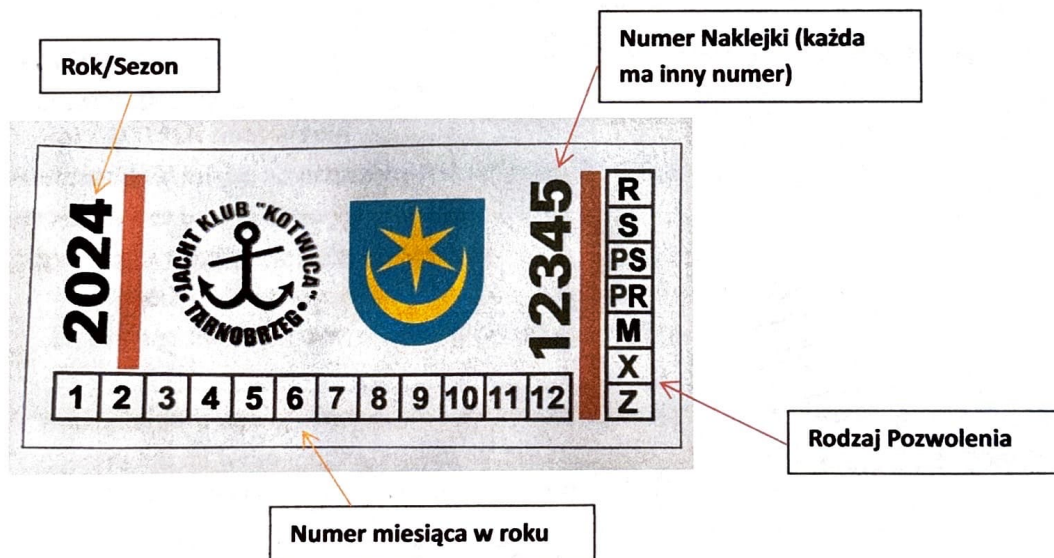 Rok/Sezon
Numer Naklejki (każda
ma inny numer)
2024
JACHT KLUB "KOTWICA"
• TARNOBRZEG •
12345
R
S
PS
PR
M
X
Z
1 2 3 4 5 6 7 8 9 10 11 12
Rodzaj Pozwolenia
Numer miesiąca w roku